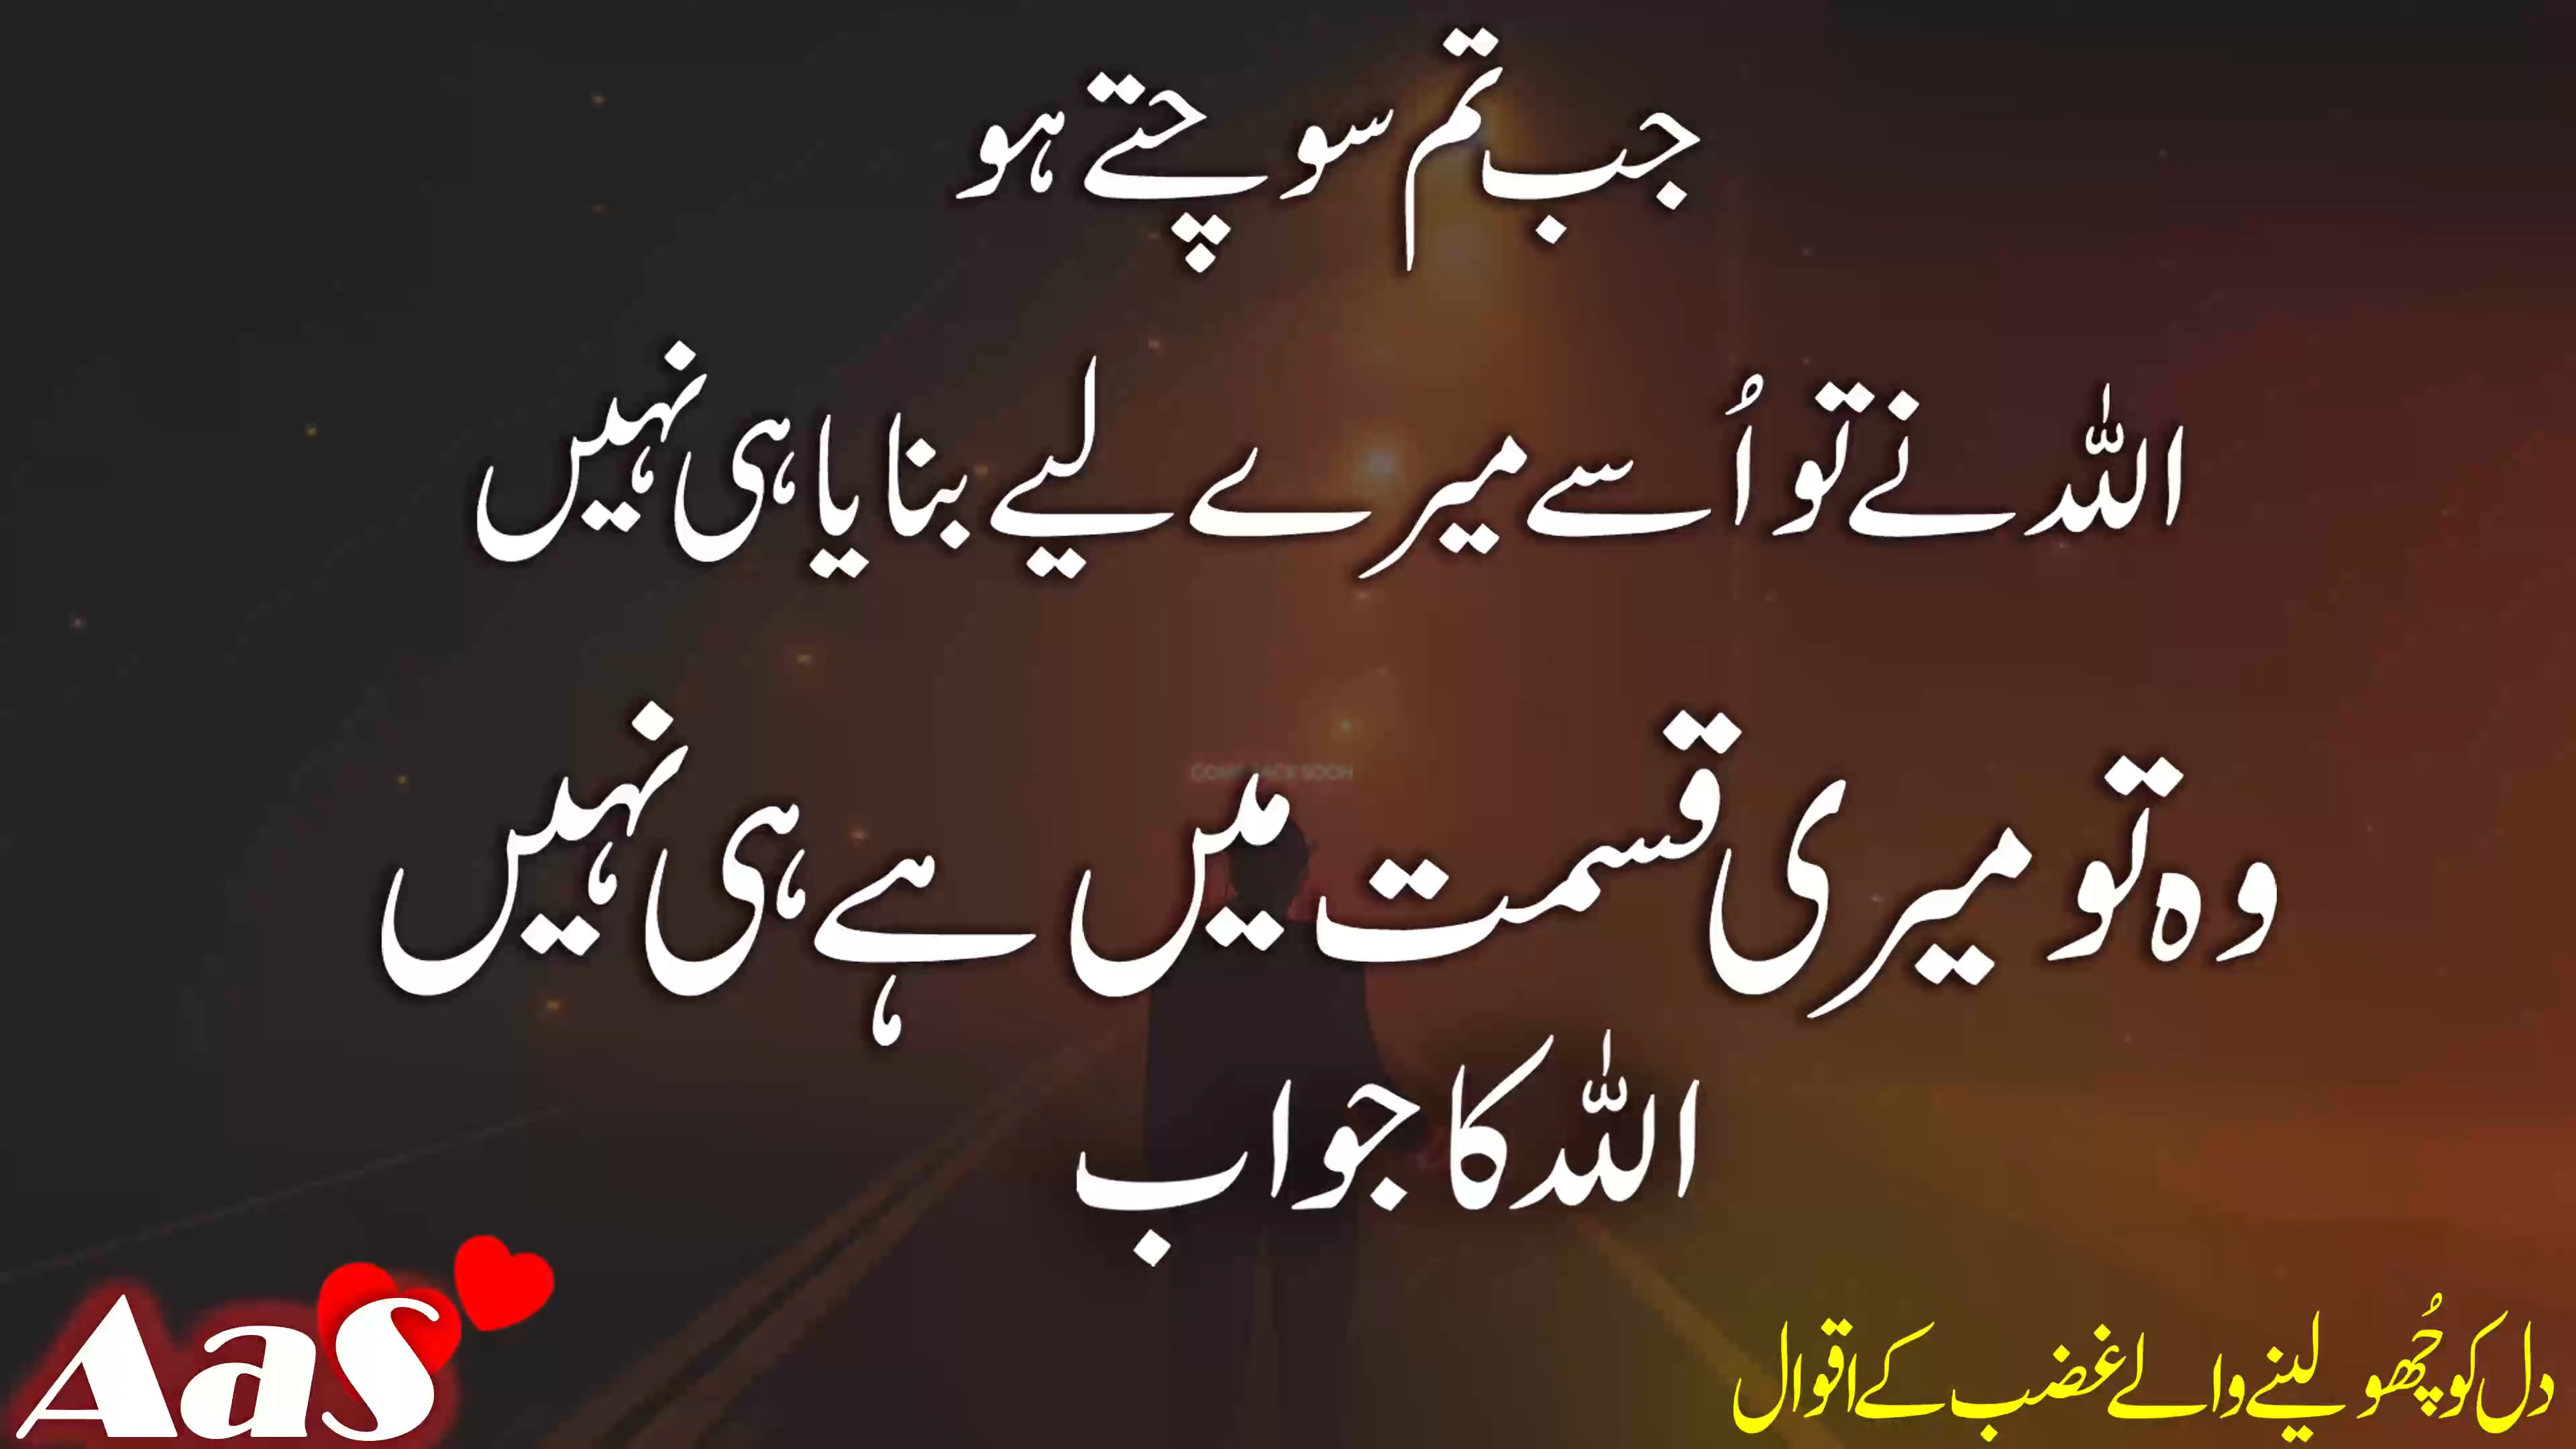 جب تم سوچتے ہو
اللہ نے تو اُسے میرے لیے بنایا ہی نہیں
وہ تو میری قسمت میں ہے ہی نہیں
اللہ کا جواب
AaS
دل کو چُھو لینے والے غضب کے اقوال